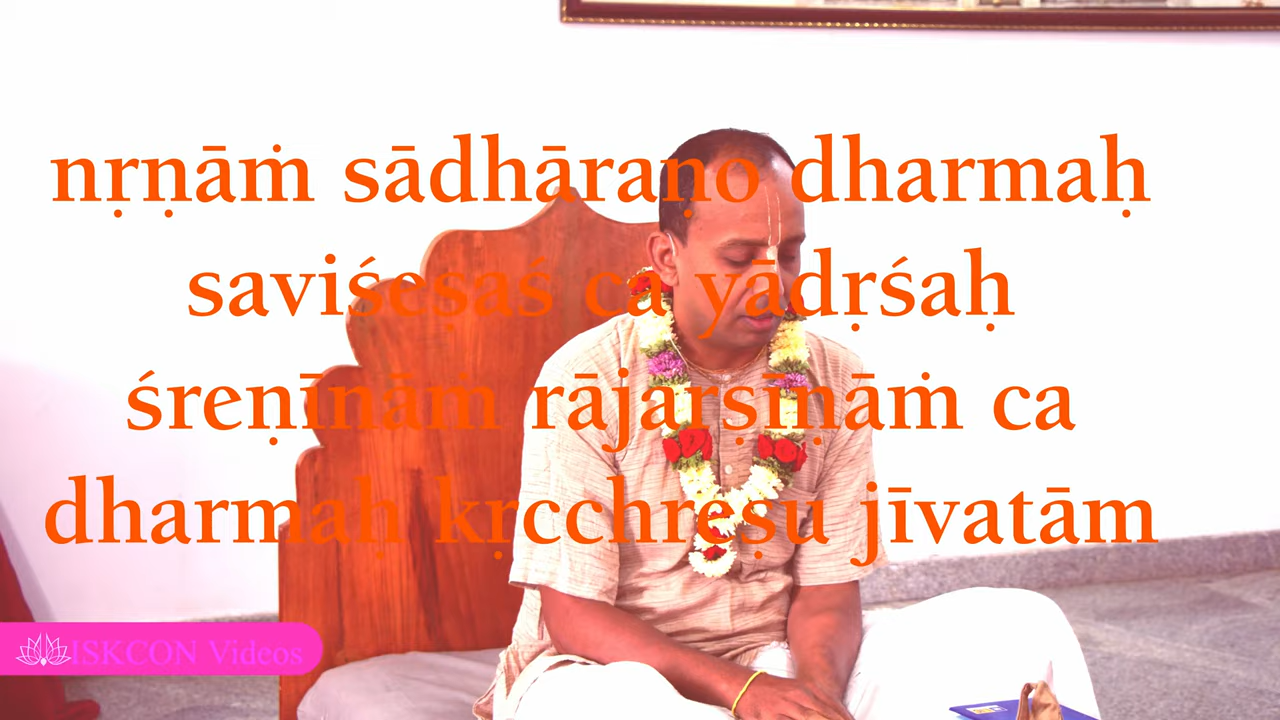 nṛṇāṁ sādhāraṇo dharmaḥ
saviśeṣaś ca yādṛśaḥ
śreṇīnāṁ rājarṣīṇāṁ ca
dharmaḥ kṛcchreṣu jīvatām
ISKCON Videos